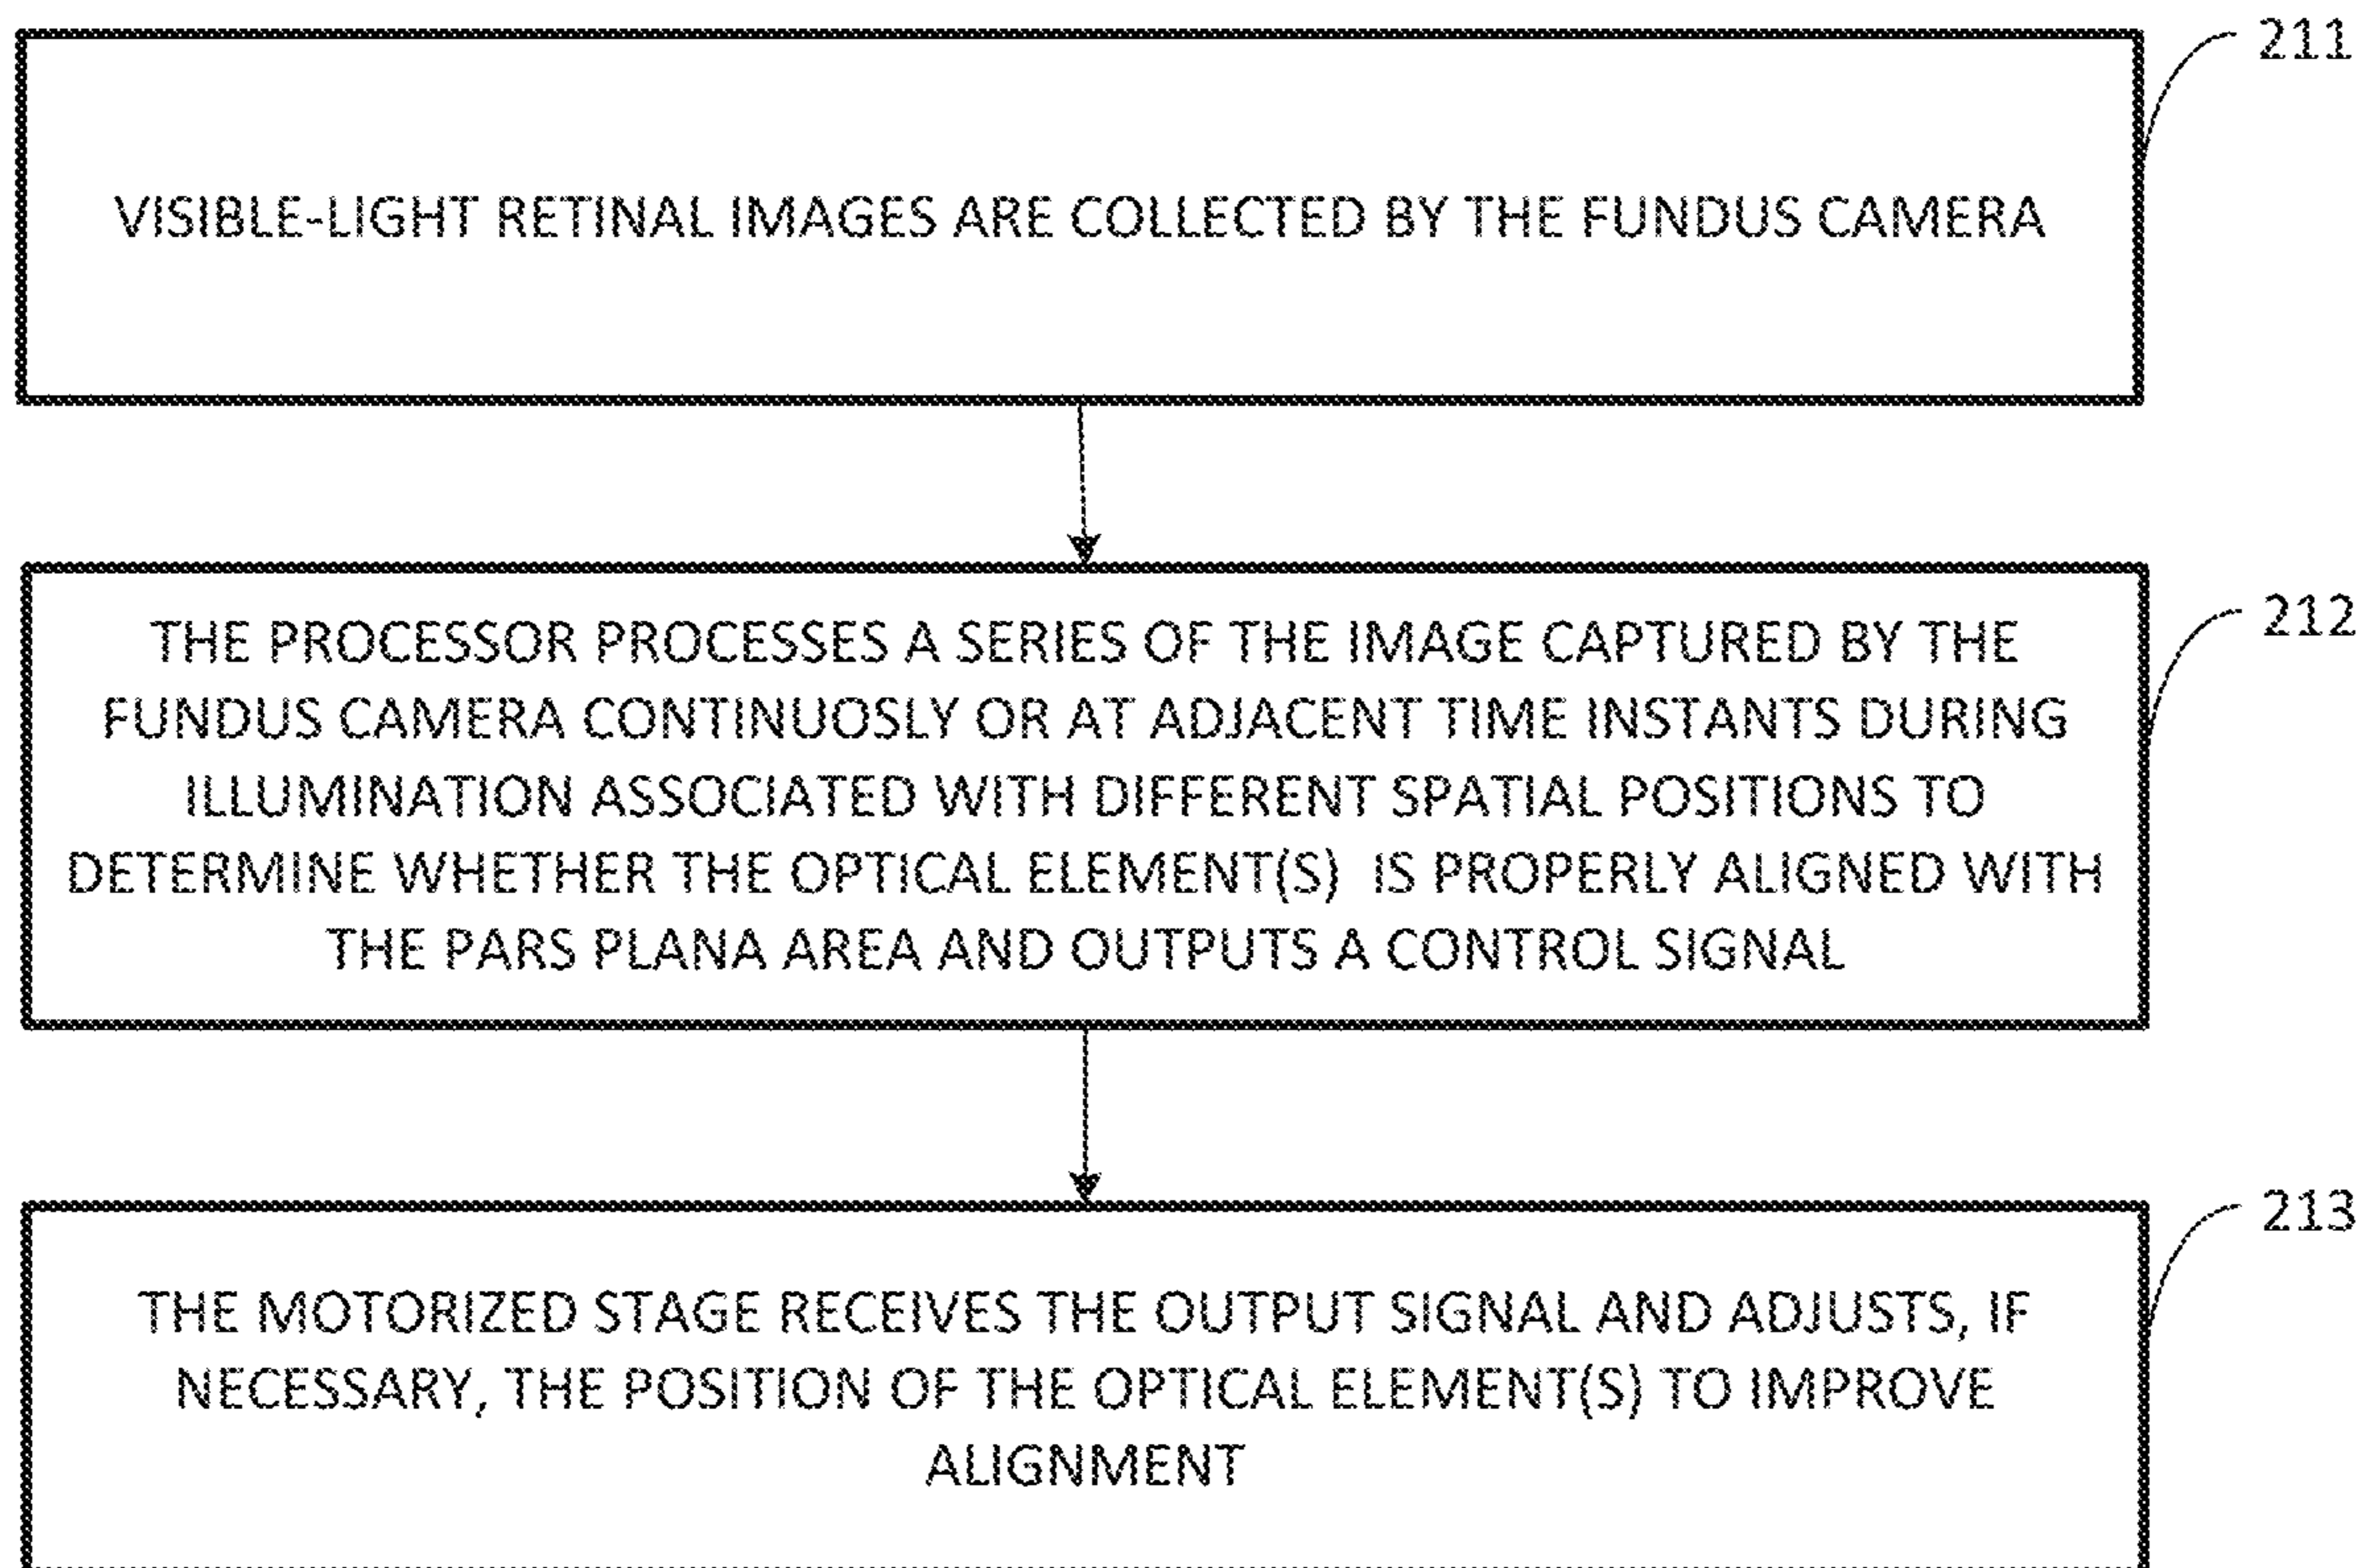 211
VISIBLE-LIGHT RETINAL IMAGES ARE COLLECTED BY THE FUNDUS CAMERA
212
THE PROCESSOR PROCESSES A SERIES OF THE IMAGE CAPTURED BY THE
FUNDUS CAMERA CONTINUOSLY OR AT ADJACENT TIME INSTANTS DURING
ILLUMINATION ASSOCIATED WITH DIFFERENT SPATIAL POSITIONS TO
DETERMINE WHETHER THE OPTICAL ELEMENT(S) IS PROPERLY ALIGNED WITH
THE PARS PLANA AREA AND OUTPUTS A CONTROL SIGNAL
213
THE MOTORIZED STAGE RECEIVES THE OUTPUT SIGNAL AND ADJUSTS, IF
NECESSARY, THE POSITION OF THE OPTICAL ELEMENT(S) TO IMPROVE
ALIGNMENT